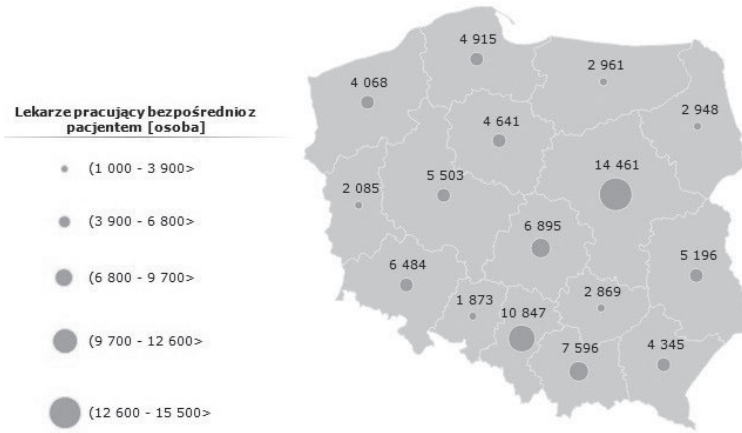 Lekarze pracujący bezpośrednio z
pacjentem [osoba]
(1 000 - 3 900>
(3 900 - 6 800>
(6 800 - 9 700>
(9 700 - 12 600>
(12 600 - 15 500>
4 915
2 961
4 068
2 948
4 641
14 461
5 503
2 085
6 895
5 196
6 484
2 869
1 873
10 847
7 596
4 345